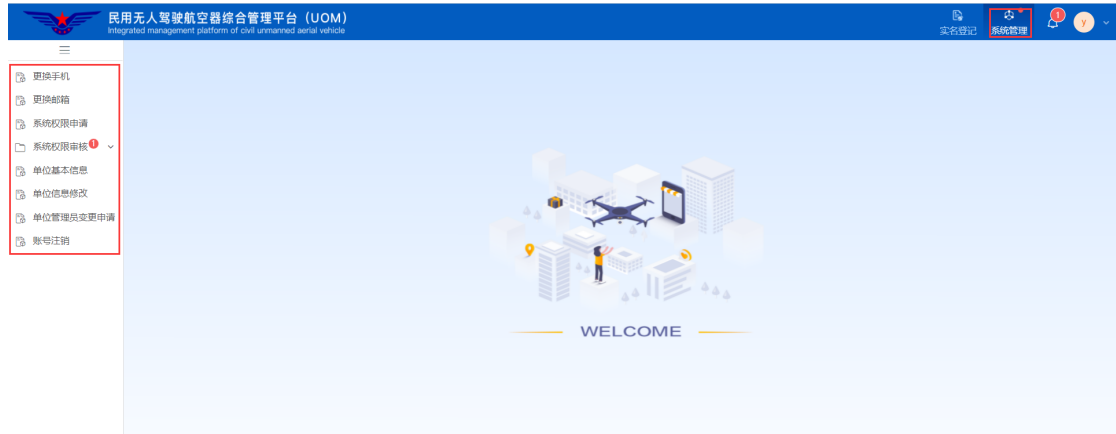 民用无人驾驶航空器综合管理平台（UOM）
Integrated management platform of civil unmanned aerial vehicle
实名登记
系统管理
1
y
更换手机
更换邮箱
系统权限申请
系统权限审核 1
单位基本信息
单位信息修改
单位管理员变更申请
账号注销
WELCOME